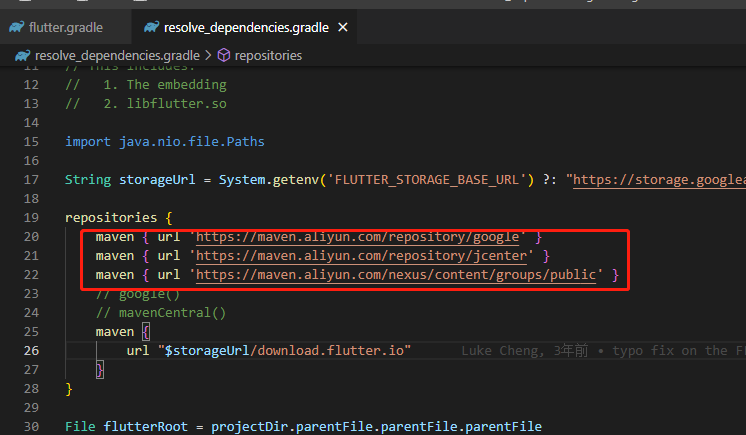 flutter.gradle resolve_dependencies.gradle ×
resolve_dependencies.gradle > repositories
11 // This includes:
12 //   1. The embedding
13 //   2. libflutter.so
14
15 import java.nio.file.Paths
16
17 String storageUrl = System.getenv('FLUTTER_STORAGE_BASE_URL') ?: "https://storage.googlea
18
19 repositories {
20     maven { url 'https://maven.aliyun.com/repository/google' }
21     maven { url 'https://maven.aliyun.com/repository/jcenter' }
22     maven { url 'https://maven.aliyun.com/nexus/content/groups/public' }
23     // google()
24     // mavenCentral()
25     maven {
26         url "$storageUrl/download.flutter.io"     Luke Cheng, 3年前 • typo fix on the F
27     }
28 }
29
30 File flutterRoot = projectDir.parentFile.parentFile.parentFile